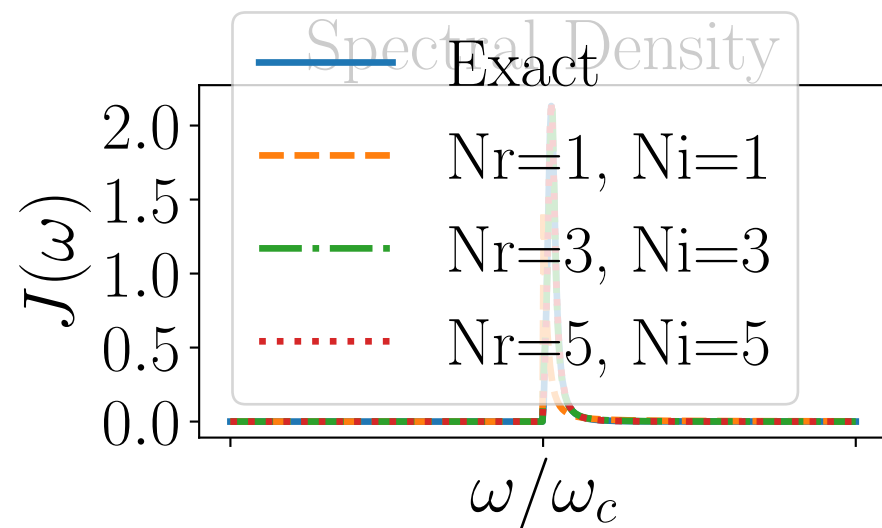 Spectral Density
Exact
Nr=1, Ni=1
Nr=3, Ni=3
Nr=5, Ni=5
J(ω)
2.0
1.5
1.0
0.5
0.0
ω/ω_c